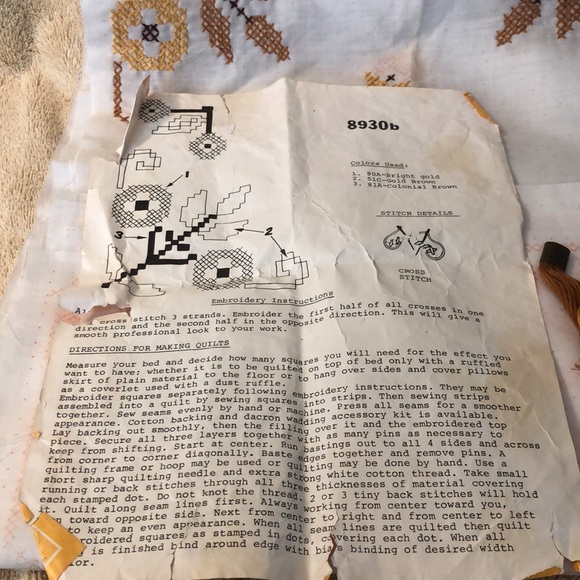 8930b
Colors Used:
1. 90A-Bright gold
2. 51C-Gold Brown
3. 81A-Colonial Brown
STITCH DETAILS
CROSS
STITCH
1
3
2
Embroidery Instructions
cross stitch 3 strands. Embroider the first half of all crosses in one
direction and the second half in the opposite direction. This will give a
smooth professional look to your work.
DIRECTIONS FOR MAKING QUILTS
Measure your bed and decide how many squares you will need for the effect you
want to have; whether it is to be quilted on top of bed only with a ruffled
skirt of plain material to the floor or to hang over sides and cover pillows
as a coverlet used with a dust ruffle.
Embroider squares separately following embroidery instructions. They may be
assembled into a quilt by sewing squares into strips. Then sewing strips
together. Sew seams evenly by hand or machine. Press all seams for a smoother
appearance. Cotton backing and dacron wadding accessory kit is available.
Lay backing out smoothly, then the filling over it and the embroidered top
piece. Secure all three layers together with as many pins as necessary to
keep from shifting. Start at center. Run bastings out to all 4 sides and across
from corner to corner diagonally. Baste edges together and remove pins. A
quilting frame or hoop may be used or quilting may be done by hand. Use a
short sharp quilting needle and extra strong white cotton thread. Take small
running or back stitches through all three thicknesses of material covering
each stamped dot. Do not knot the thread. 2 or 3 tiny back stitches will hold
it. Quilt along seam lines first. Always working from center toward you,
toward opposite side. Next from center to right and from center to left
to keep an even appearance. When all seam lines are quilted then quilt
squares as stamped in dots, covering each dot. When all
is finished bind around edge with bias binding of desired width